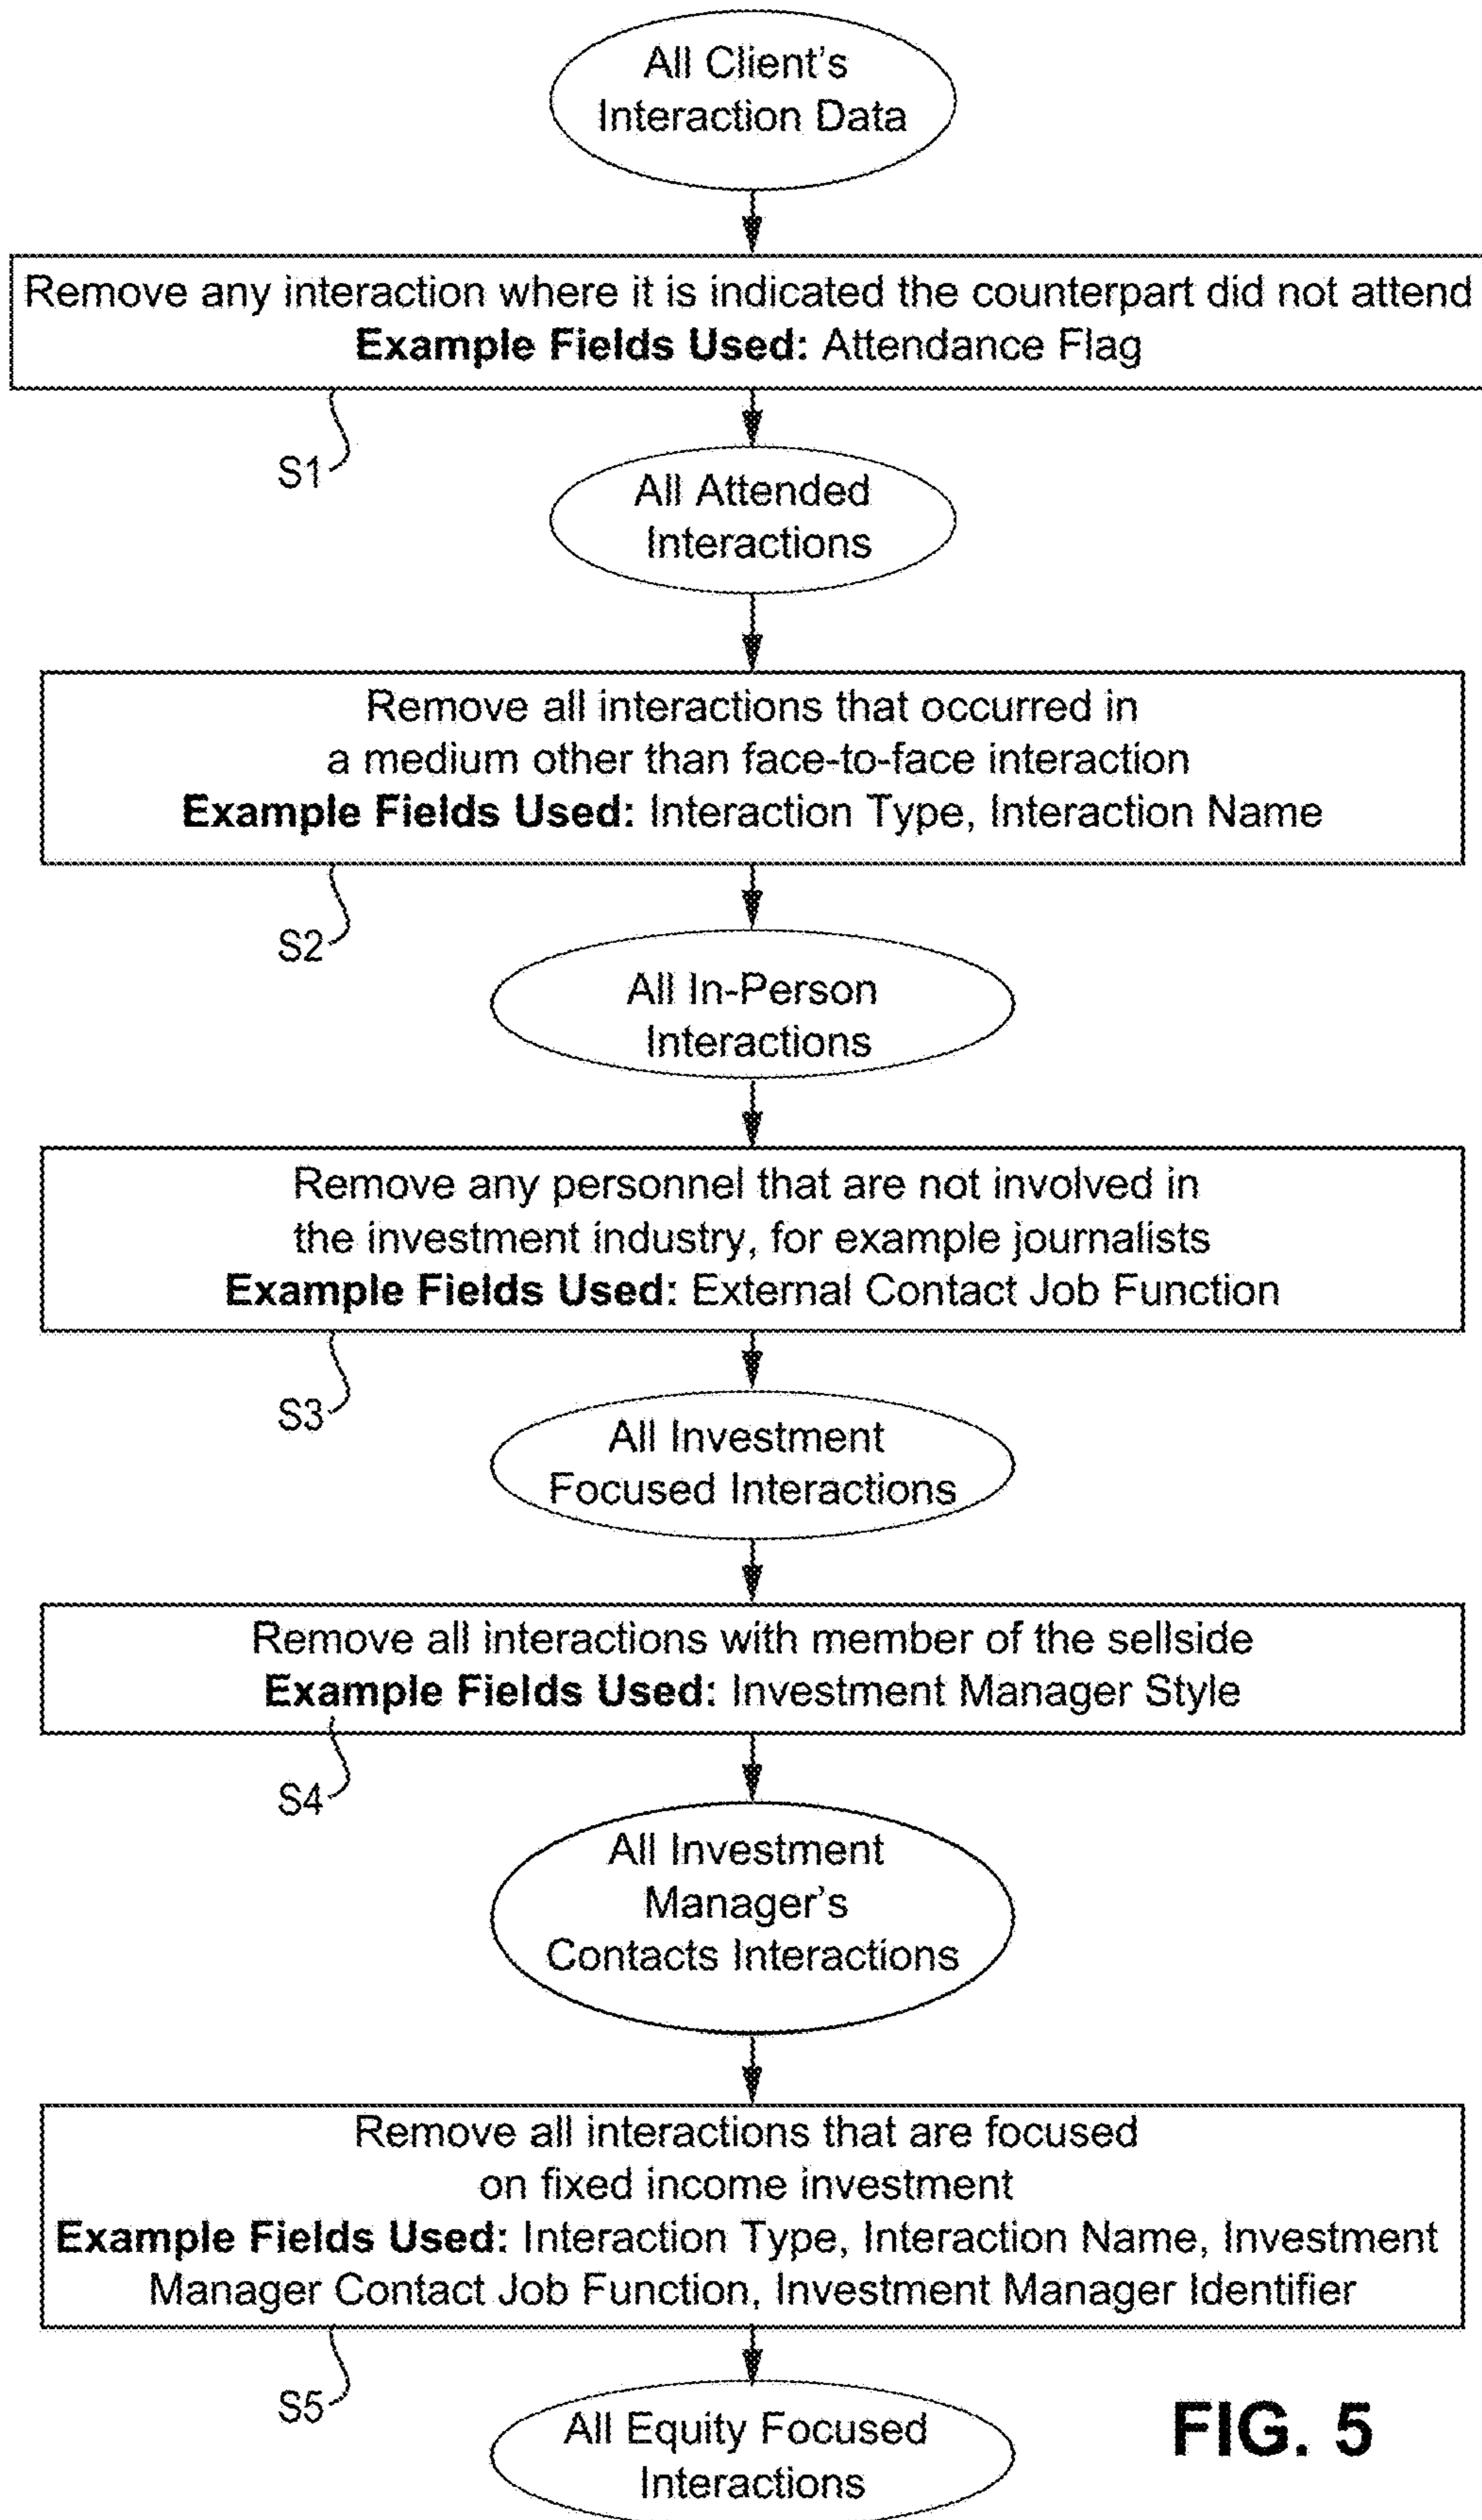 All Client's
Interaction Data
Remove any interaction where it is indicated the counterpart did not attend
Example Fields Used: Attendance Flag
S1
All Attended
Interactions
Remove all interactions that occurred in
a medium other than face-to-face interaction
Example Fields Used: Interaction Type, Interaction Name
S2
All In-Person
Interactions
Remove any personnel that are not involved in
the investment industry, for example journalists
Example Fields Used: External Contact Job Function
S3
All Investment
Focused Interactions
Remove all interactions with member of the sellside
Example Fields Used: Investment Manager Style
S4
All Investment
Manager's
Contacts Interactions
Remove all interactions that are focused
on fixed income investment
Example Fields Used: Interaction Type, Interaction Name, Investment
Manager Contact Job Function, Investment Manager Identifier
S5
All Equity Focused
Interactions
FIG. 5